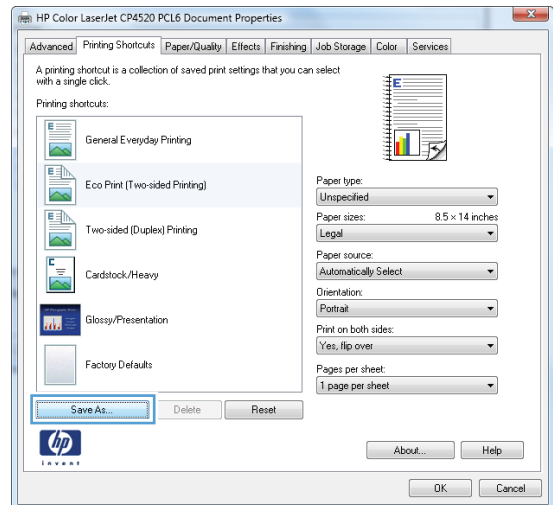 HP Color LaserJet CP4520 PCL6 Document Properties
Advanced Printing Shortcuts Paper/Quality Effects Finishing Job Storage Color Services
A printing shortcut is a collection of saved print settings that you can select
with a single click.
Printing shortcuts:
General Everyday Printing
Eco Print (Two-sided Printing)
Two-sided (Duplex) Printing
Cardstock/Heavy
Glossy/Presentation
Factory Defaults
Save As... Delete Reset
Paper type:
Unspecified
Paper sizes: 8.5 × 14 inches
Legal
Paper source:
Automatically Select
Orientation:
Portrait
Print on both sides:
Yes, flip over
Pages per sheet:
1 page per sheet
hp
invent
About... Help
OK Cancel